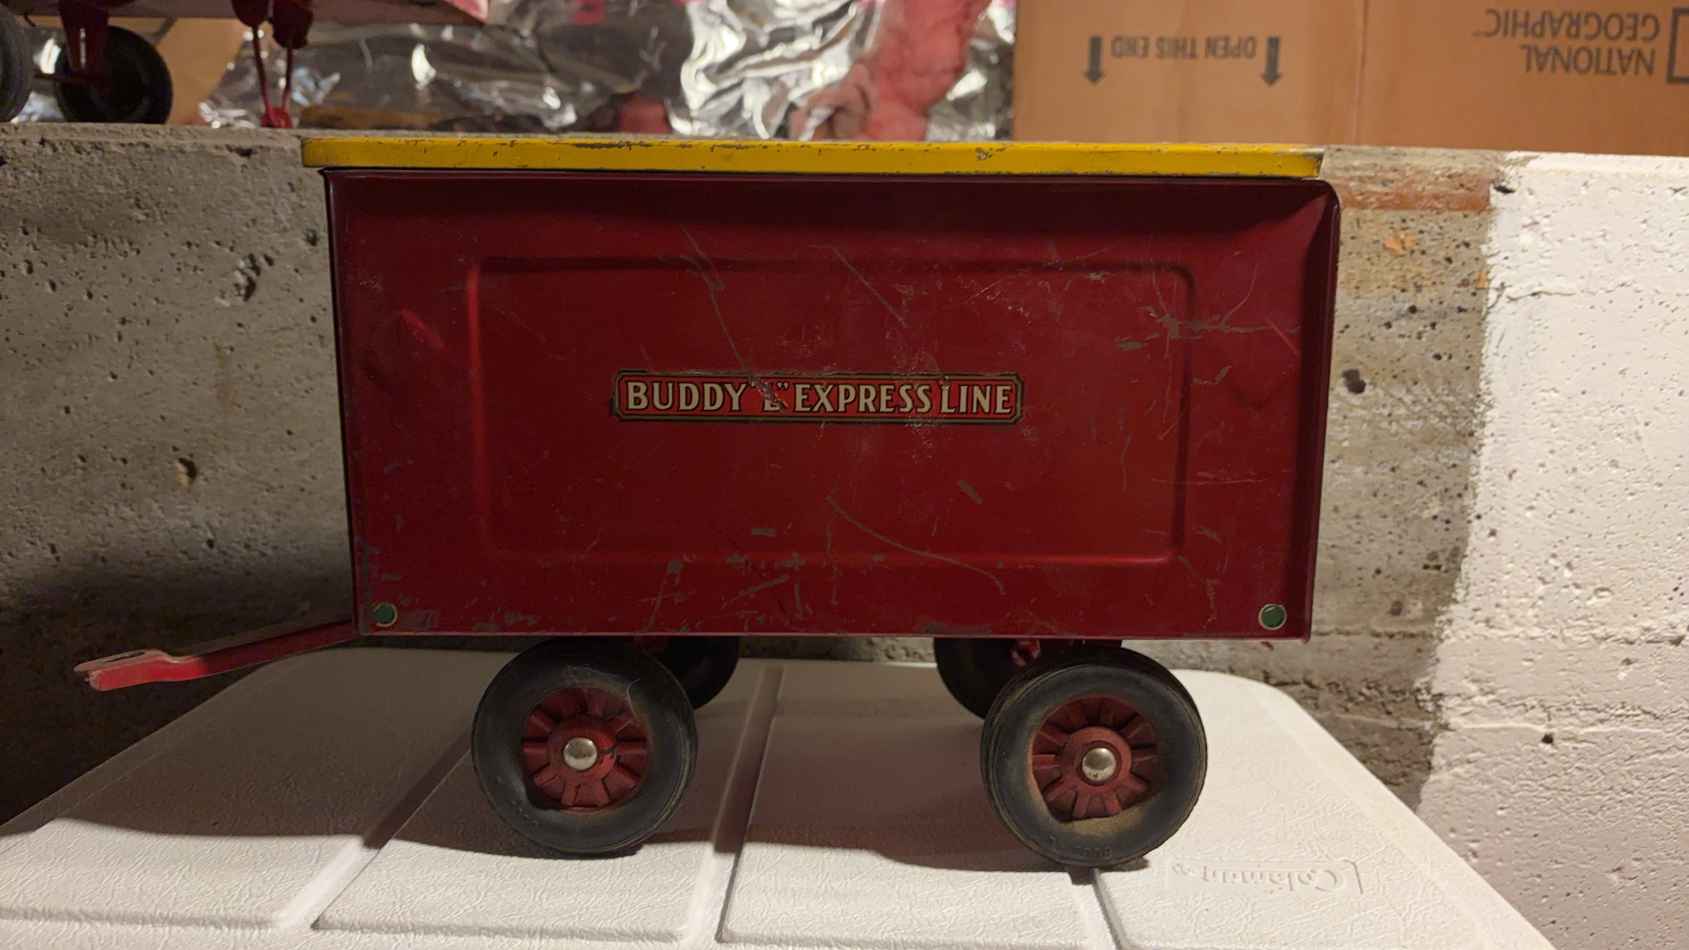 NATIONAL
GEOGRAPHIC
OPEN THIS END
BUDDY "L" EXPRESS LINE
Coleman